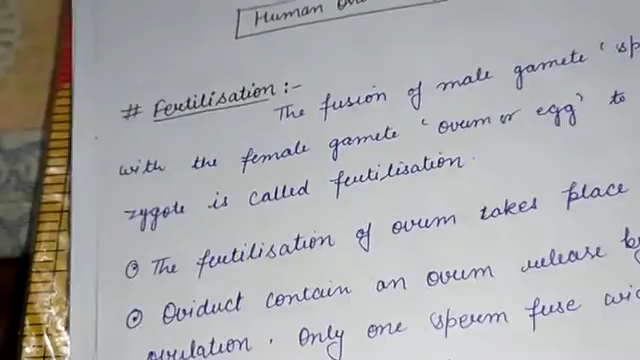 Human
# Fertilisation :-
The fusion of male gamete ' sp
with the female gamete ' ovum or egg' to
zygote is called fertilisation.
The fertilisation of ovum takes place
Oviduct contain an ovum release by
ovulation. Only one sperm fuse wi